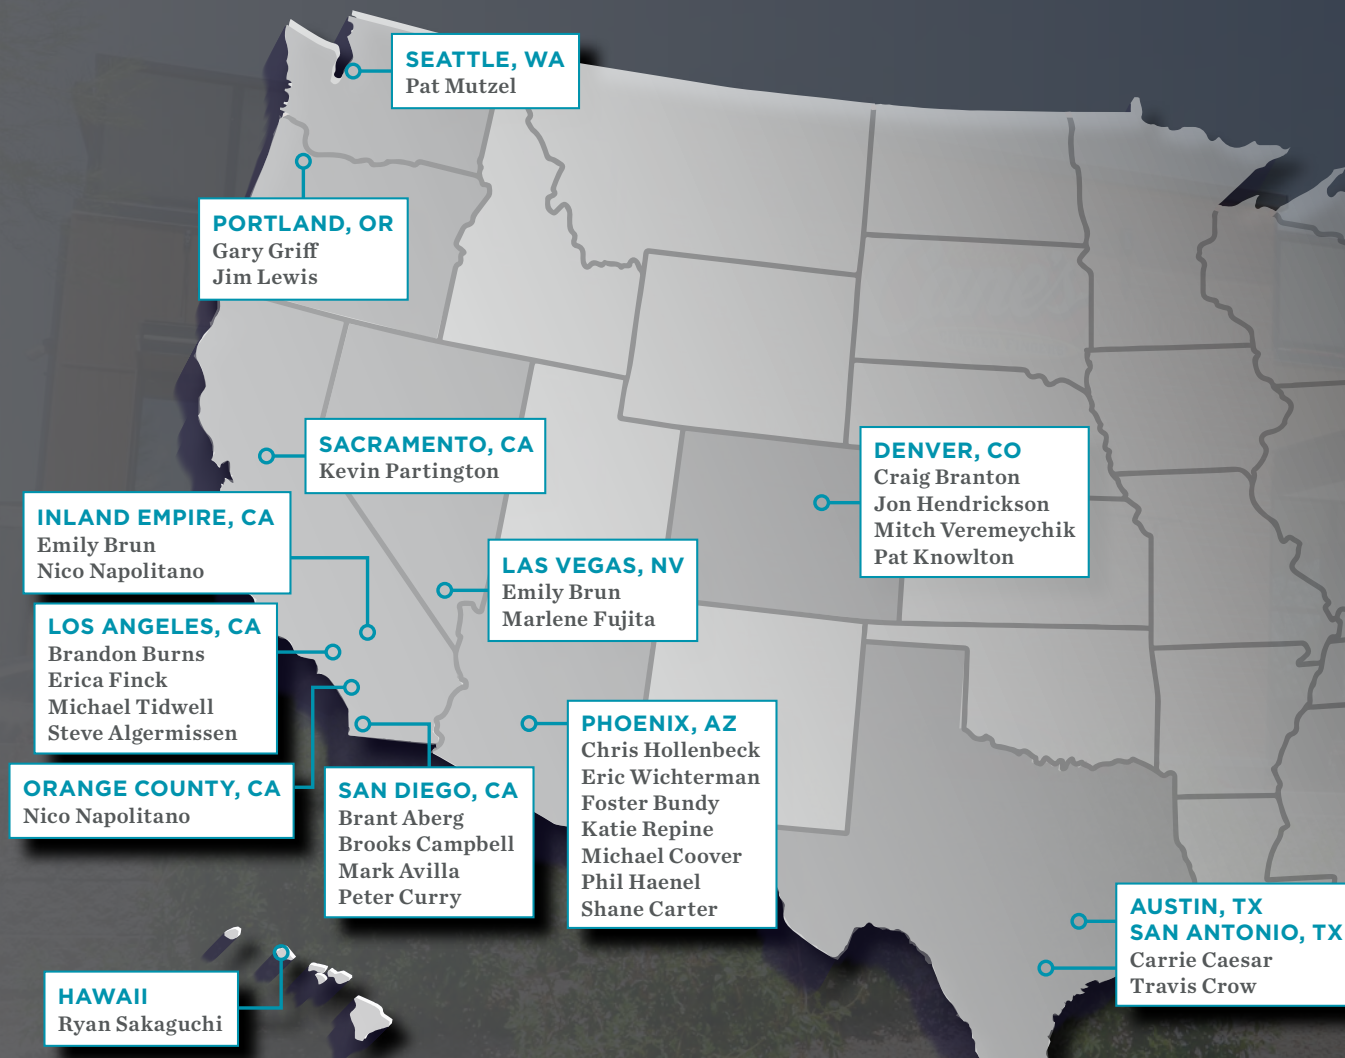 SEATTLE, WA
Pat Mutzel
PORTLAND, OR
Gary Griff
Jim Lewis
SACRAMENTO, CA
Kevin Partington
DENVER, CO
Craig Branton
Jon Hendrickson
Mitch Veremeychik
Pat Knowlton
INLAND EMPIRE, CA
Emily Brun
Nico Napolitano
LAS VEGAS, NV
Emily Brun
Marlene Fujita
LOS ANGELES, CA
Brandon Burns
Erica Finck
Michael Tidwell
Steve Algermissen
ORANGE COUNTY, CA
Nico Napolitano
SAN DIEGO, CA
Brant Aberg
Brooks Campbell
Mark Avilla
Peter Curry
PHOENIX, AZ
Chris Hollenbeck
Eric Wichterman
Foster Bundy
Katie Repine
Michael Coover
Phil Haenel
Shane Carter
AUSTIN, TX
SAN ANTONIO, TX
Carrie Caesar
Travis Crow
HAWAII
Ryan Sakaguchi